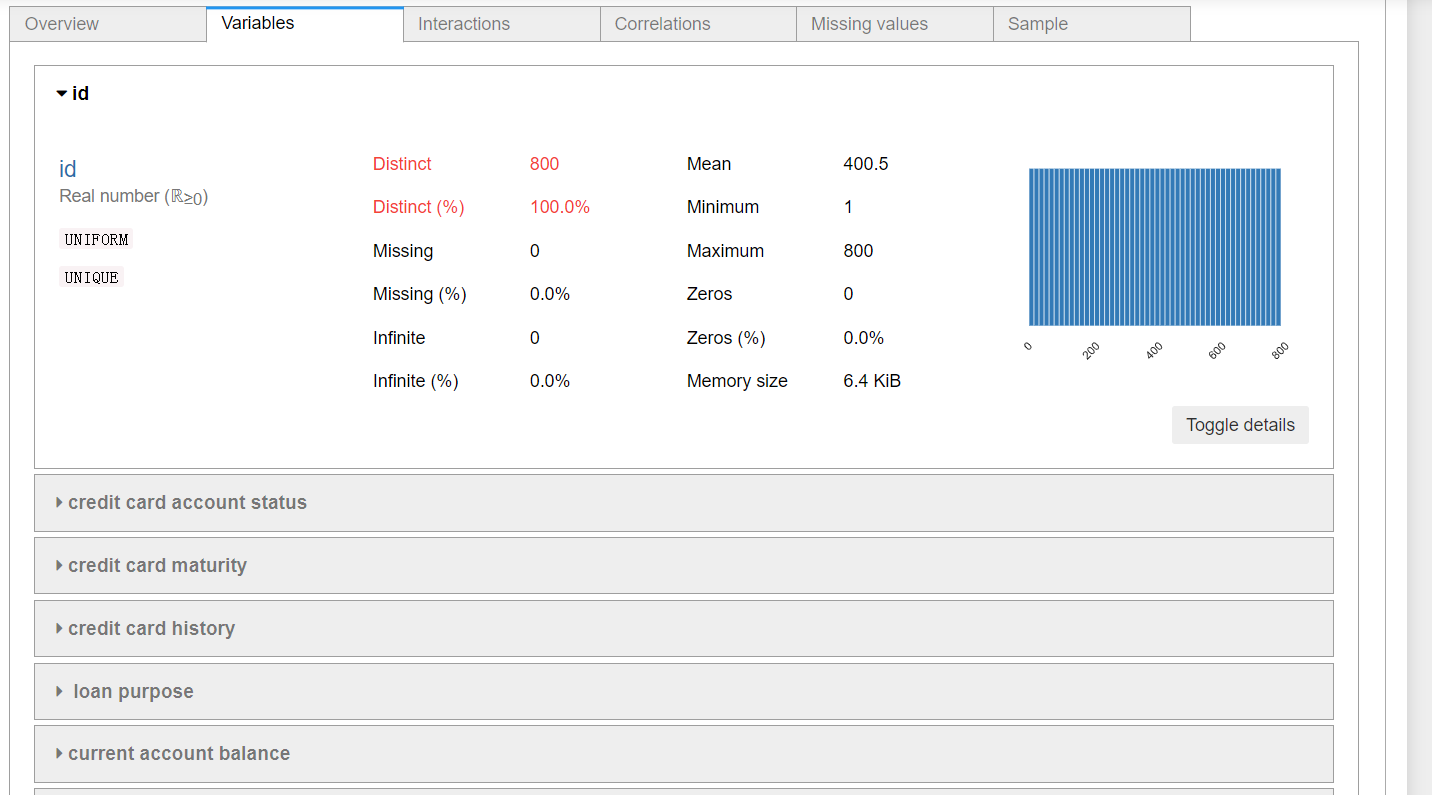 Overview Variables Interactions Correlations Missing values Sample
id
id
Real number (ℝ≥0)
UNIFORM
UNIQUE
Distinct 800
Distinct (%) 100.0%
Missing 0
Missing (%) 0.0%
Infinite 0
Infinite (%) 0.0%
Mean 400.5
Minimum 1
Maximum 800
Zeros 0
Zeros (%) 0.0%
Memory size 6.4 KiB
0 200 400 600 800
Toggle details
credit card account status
credit card maturity
credit card history
loan purpose
current account balance